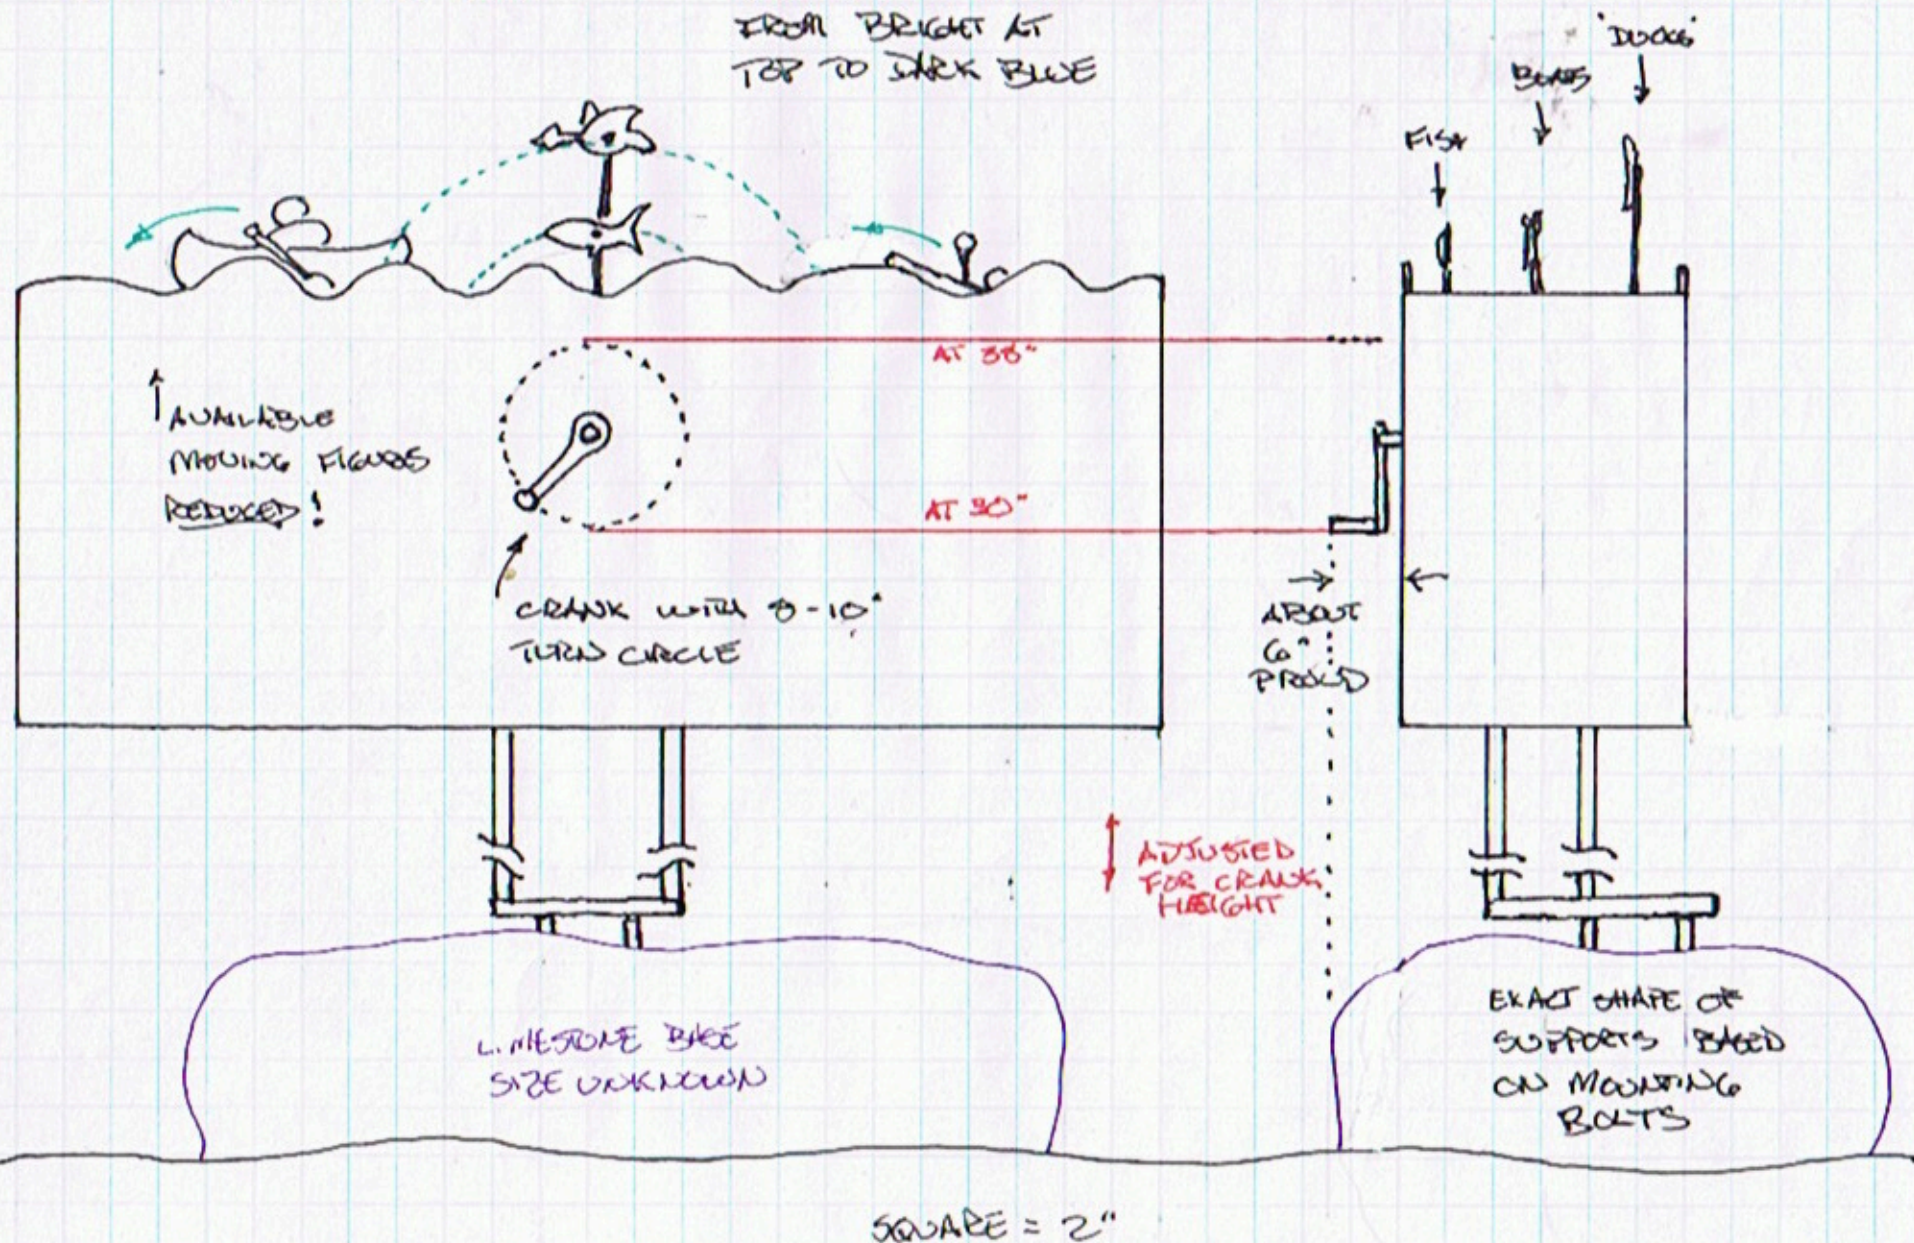 FROM BRIGHT AT
TOP TO DARK BLUE
"DUCKS"
BOATS
FISH
AT 38"
AVAILABLE
MOVING FIGURES
REDUCED!
AT 30"
CRANK WITH 8-10"
TURN CIRCLE
ABOUT
6"
PROUD
ADJUSTED
FOR CRANK
HEIGHT
LIMESTONE BASE
SIZE UNKNOWN
EXACT SHAPE OF
SUPPORTS BASED
ON MOUNTING
BOLTS
SQUARE = 2"